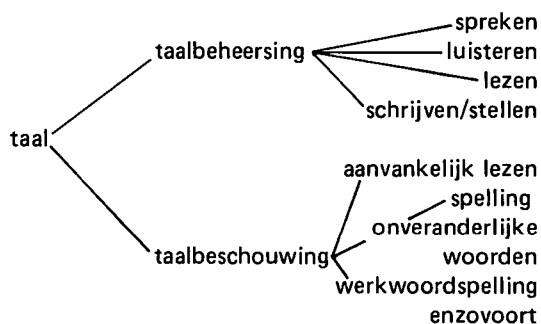 spreken
taalbeheersing
luisteren
lezen
schrijven/stellen
taal
aanvankelijk lezen
spelling
onveranderlijke
taalbeschouwing
woorden
werkwoordspelling
enzovoort